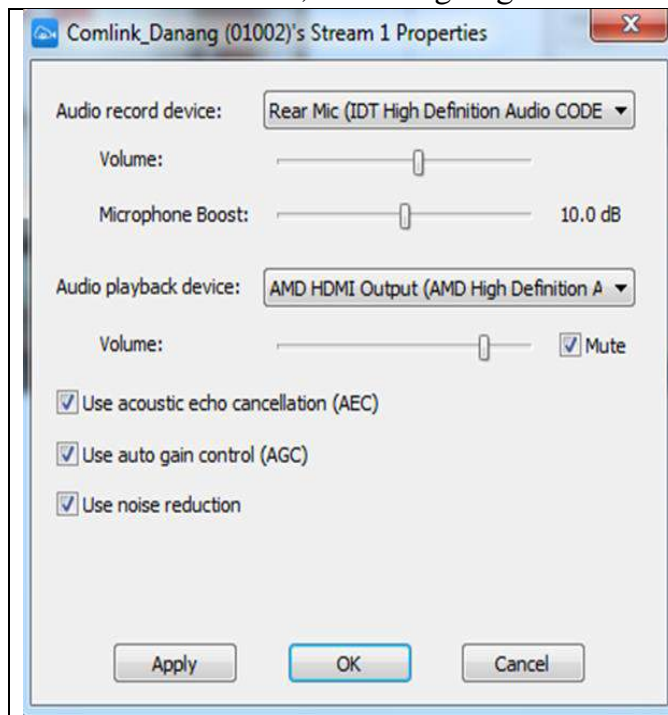 Comlink_Danang (01002)'s Stream 1 Properties
Audio record device: Rear Mic (IDT High Definition Audio CODE
Volume:
Microphone Boost: 10.0 dB
Audio playback device: AMD HDMI Output (AMD High Definition A
Volume: Mute
Use acoustic echo cancellation (AEC)
Use auto gain control (AGC)
Use noise reduction
Apply OK Cancel